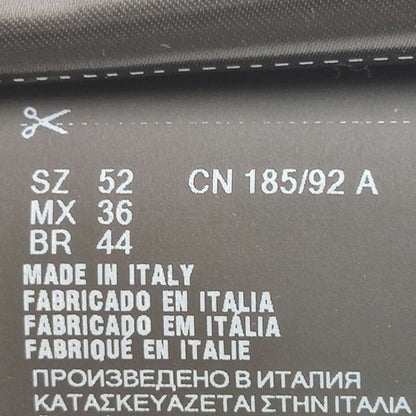 SZ 52 CN 185/92 A
MX 36
BR 44
MADE IN ITALY
FABRICADO EN ITALIA
FABRICADO EM ITÁLIA
FABRIQUÉ EN ITALIE
ПРОИЗВЕДЕНО В ИТАЛИЯ
ΚΑΤΑΣΚΕΥΑΖΕΤΑΙ ΣΤΗΝ ΙΤΑΛΙΑ